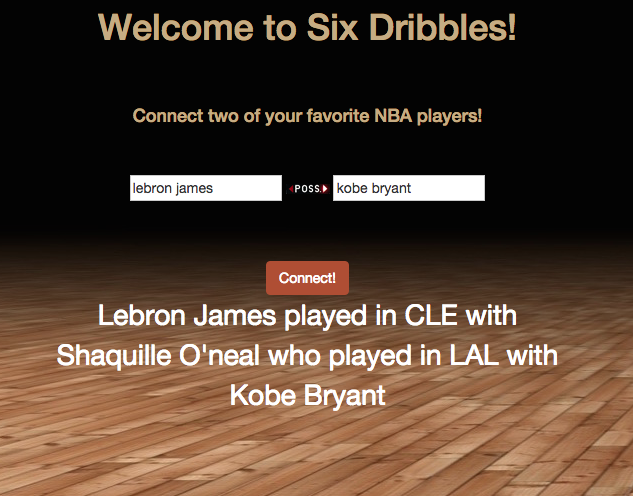 Welcome to Six Dribbles!
Connect two of your favorite NBA players!
lebron james POSS. kobe bryant
Connect!
Lebron James played in CLE with
Shaquille O'neal who played in LAL with
Kobe Bryant